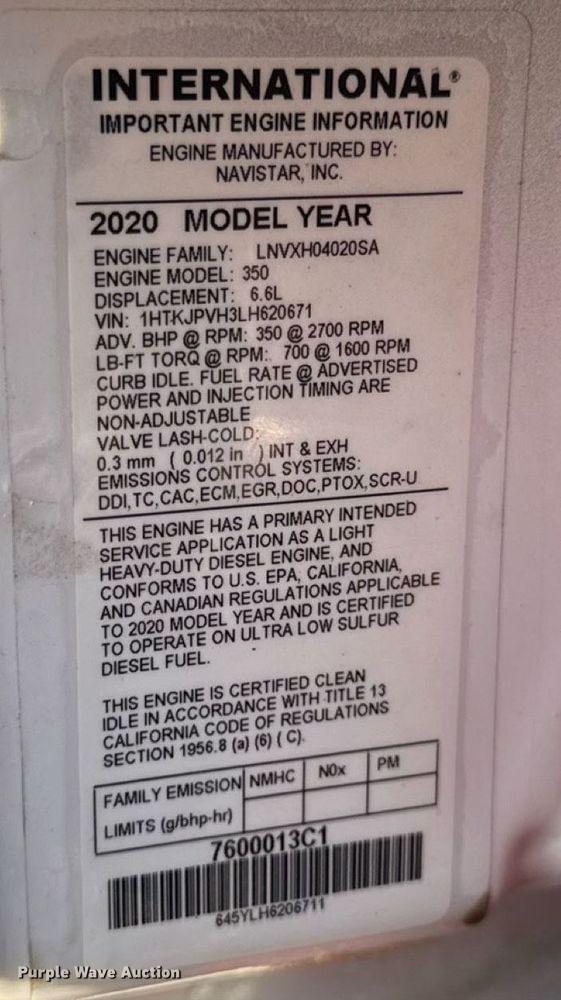 INTERNATIONAL®
IMPORTANT ENGINE INFORMATION
ENGINE MANUFACTURED BY:
NAVISTAR, INC.
2020 MODEL YEAR
ENGINE FAMILY: LNVXH04020SA
ENGINE MODEL: 350
DISPLACEMENT: 6.6L
VIN: 1HTKJPVH3LH620671
ADV. BHP @ RPM: 350 @ 2700 RPM
LB-FT TORQ @ RPM: 700 @ 1600 RPM
CURB IDLE. FUEL RATE @ ADVERTISED
POWER AND INJECTION TIMING ARE
NON-ADJUSTABLE
VALVE LASH-COLD:
0.3 mm ( 0.012 in ) INT & EXH
EMISSIONS CONTROL SYSTEMS:
DDI,TC,CAC,ECM,EGR,DOC,PTOX,SCR-U
THIS ENGINE HAS A PRIMARY INTENDED
SERVICE APPLICATION AS A LIGHT
HEAVY-DUTY DIESEL ENGINE, AND
CONFORMS TO U.S. EPA, CALIFORNIA,
AND CANADIAN REGULATIONS APPLICABLE
TO 2020 MODEL YEAR AND IS CERTIFIED
TO OPERATE ON ULTRA LOW SULFUR
DIESEL FUEL.
THIS ENGINE IS CERTIFIED CLEAN
IDLE IN ACCORDANCE WITH TITLE 13
CALIFORNIA CODE OF REGULATIONS
SECTION 1956.8 (a) (6) ( C).
FAMILY EMISSION NMHC N0x PM
LIMITS (g/bhp-hr)
7600013C1
645YLH6206711
Purple Wave Auction